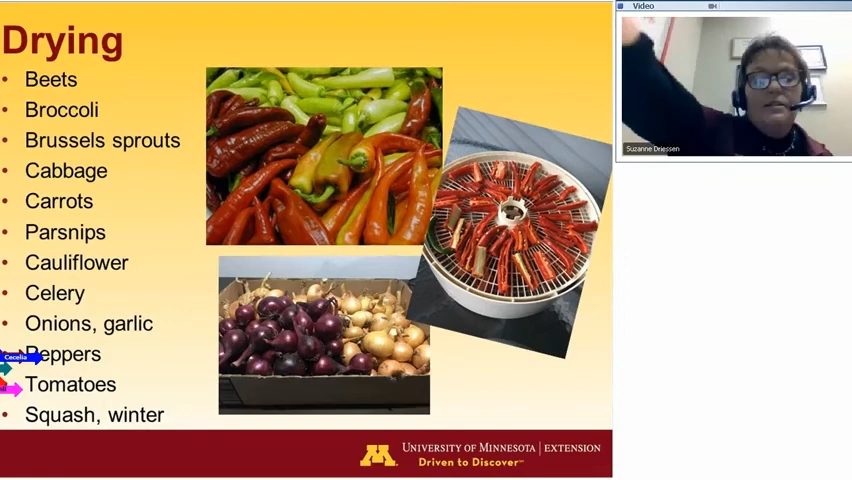 Drying
• Beets
• Broccoli
• Brussels sprouts
• Cabbage
• Carrots
• Parsnips
• Cauliflower
• Celery
• Onions, garlic
• Peppers
• Tomatoes
• Squash, winter
Cecelia
UNIVERSITY OF MINNESOTA | EXTENSION
Driven to Discover℠
Video
Suzanne Driessen